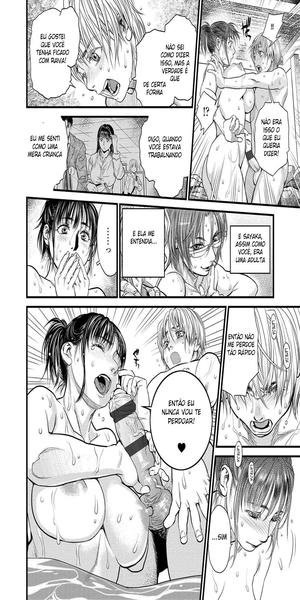 !!
!?
NÃO ERA
ISSO O
QUE EU
QUERIA
DIZER!
NÃO SEI
COMO DIZER
ISSO, MAS
A VERDADE
É QUE
DE CERTA
FORMA
EU GOSTEI
QUE VOCÊ
TENHA FICADO
COM RAIVA!
DIGO, QUANDO
VOCÊ ESTAVA
TRABALHANDO
EU ME SENTI
COMO UMA
MERA CRIANÇA
E SAYAKA,
ASSIM COMO
VOCÊ, ERA
UMA ADULTA
E ELA ME
ENTENDIA...
ENTÃO NÃO
ME PERDOE
TÃO RÁPIDO
...SIM
ENTÃO EU
NUNCA VOU TE
PERDOAR!
♥